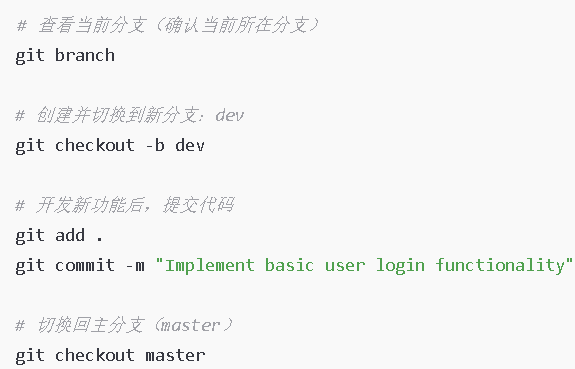 # 查看当前分支（确认当前所在分支）
git branch
# 创建并切换到新分支：dev
git checkout -b dev
# 开发新功能后，提交代码
git add .
git commit -m "Implement basic user login functionality"
# 切换回主分支（master）
git checkout master